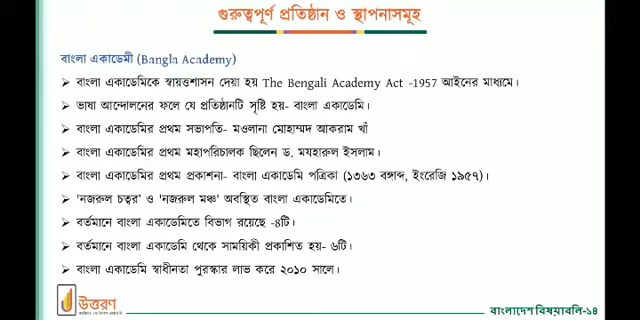 গুরুত্বপূর্ণ প্রতিষ্ঠান ও স্থাপনাসমূহ
বাংলা একাডেমী (Bangla Academy)
➢ বাংলা একাডেমিকে স্বায়ত্তশাসন দেয়া হয় The Bengali Academy Act -1957 আইনের মাধ্যমে।
➢ ভাষা আন্দোলনের ফলে যে প্রতিষ্ঠানটি সৃষ্টি হয়- বাংলা একাডেমি।
➢ বাংলা একাডেমির প্রথম সভাপতি- মওলানা মোহাম্মদ আকরাম খাঁ
➢ বাংলা একাডেমির প্রথম মহাপরিচালক ছিলেন ড. মযহারুল ইসলাম।
➢ বাংলা একাডেমির প্রথম প্রকাশনা- বাংলা একাডেমি পত্রিকা (১৩৬৩ বঙ্গাব্দ, ইংরেজি ১৯৫৭)।
➢ 'নজরুল চত্বর' ও 'নজরুল মঞ্চ' অবস্থিত বাংলা একাডেমিতে।
➢ বর্তমানে বাংলা একাডেমিতে বিভাগ রয়েছে -8টি।
➢ বর্তমানে বাংলা একাডেমি থেকে সাময়িকী প্রকাশিত হয়- ৬টি।
➢ বাংলা একাডেমি স্বাধীনতা পুরস্কার লাভ করে ২০১০ সালে।
উত্তরণ
বাংলাদেশ বিষয়াবলি-১৪